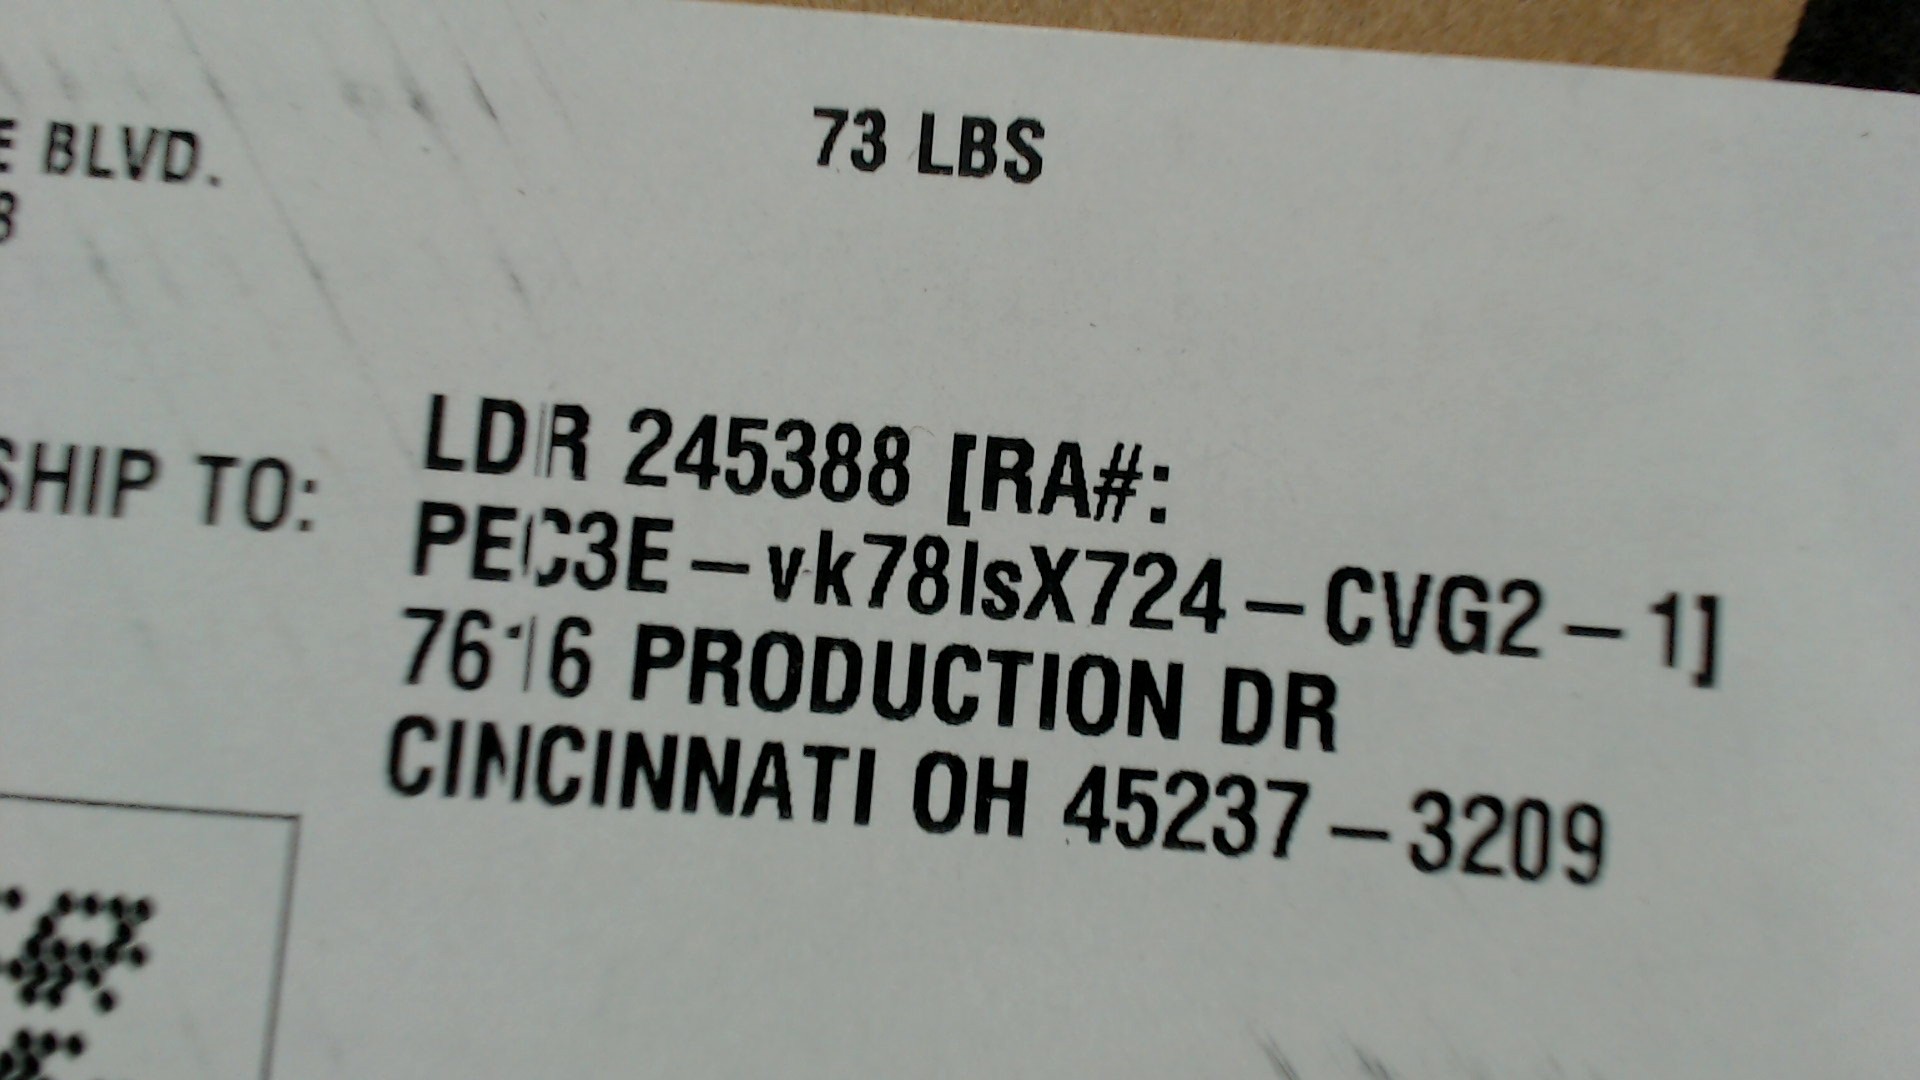 E BLVD.
73 LBS
3
SHIP TO:
LDR 245388 [RA#:
PEC3E-vk78lsX724-CVG2-1]
7616 PRODUCTION DR
CINCINNATI OH 45237-3209